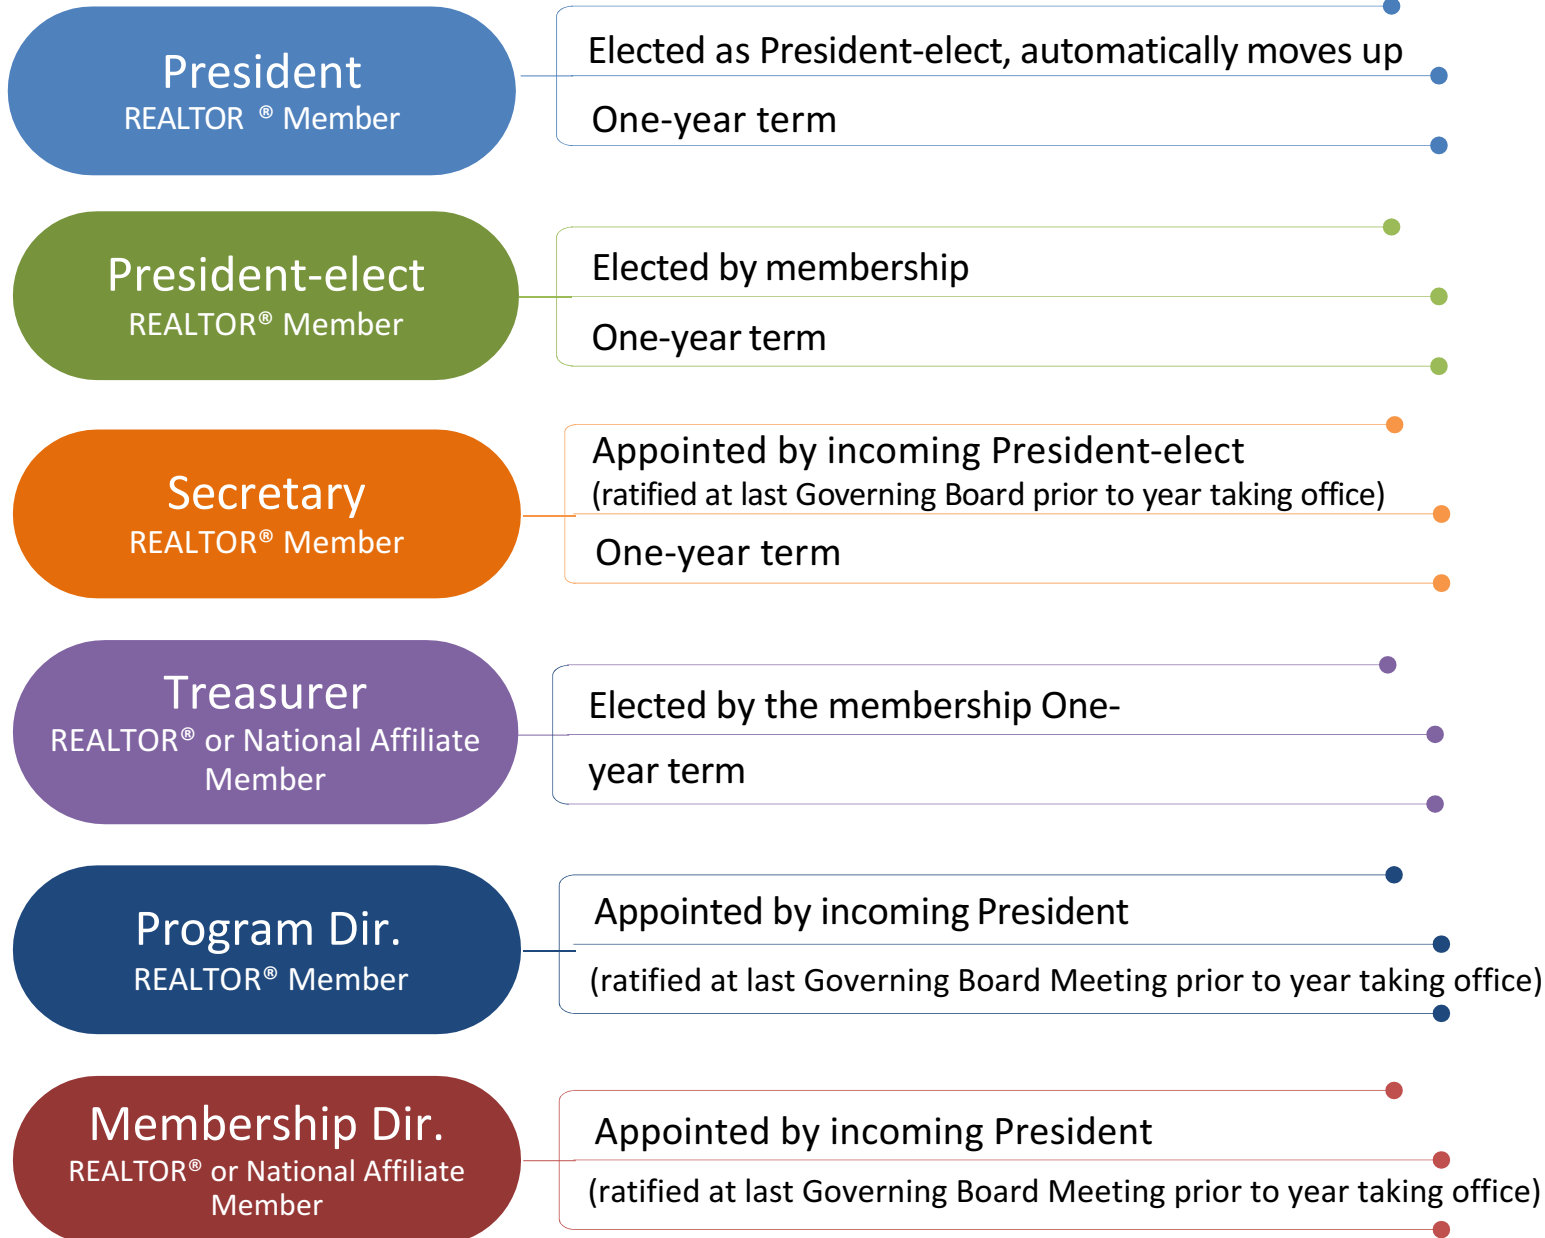 President
REALTOR ® Member
Elected as President-elect, automatically moves up
One-year term
President-elect
REALTOR® Member
Elected by membership
One-year term
Secretary
REALTOR® Member
Appointed by incoming President-elect
(ratified at last Governing Board prior to year taking office)
One-year term
Treasurer
REALTOR® or National Affiliate
Member
Elected by the membership One-
year term
Program Dir.
REALTOR® Member
Appointed by incoming President
(ratified at last Governing Board Meeting prior to year taking office)
Membership Dir.
REALTOR® or National Affiliate
Member
Appointed by incoming President
(ratified at last Governing Board Meeting prior to year taking office)